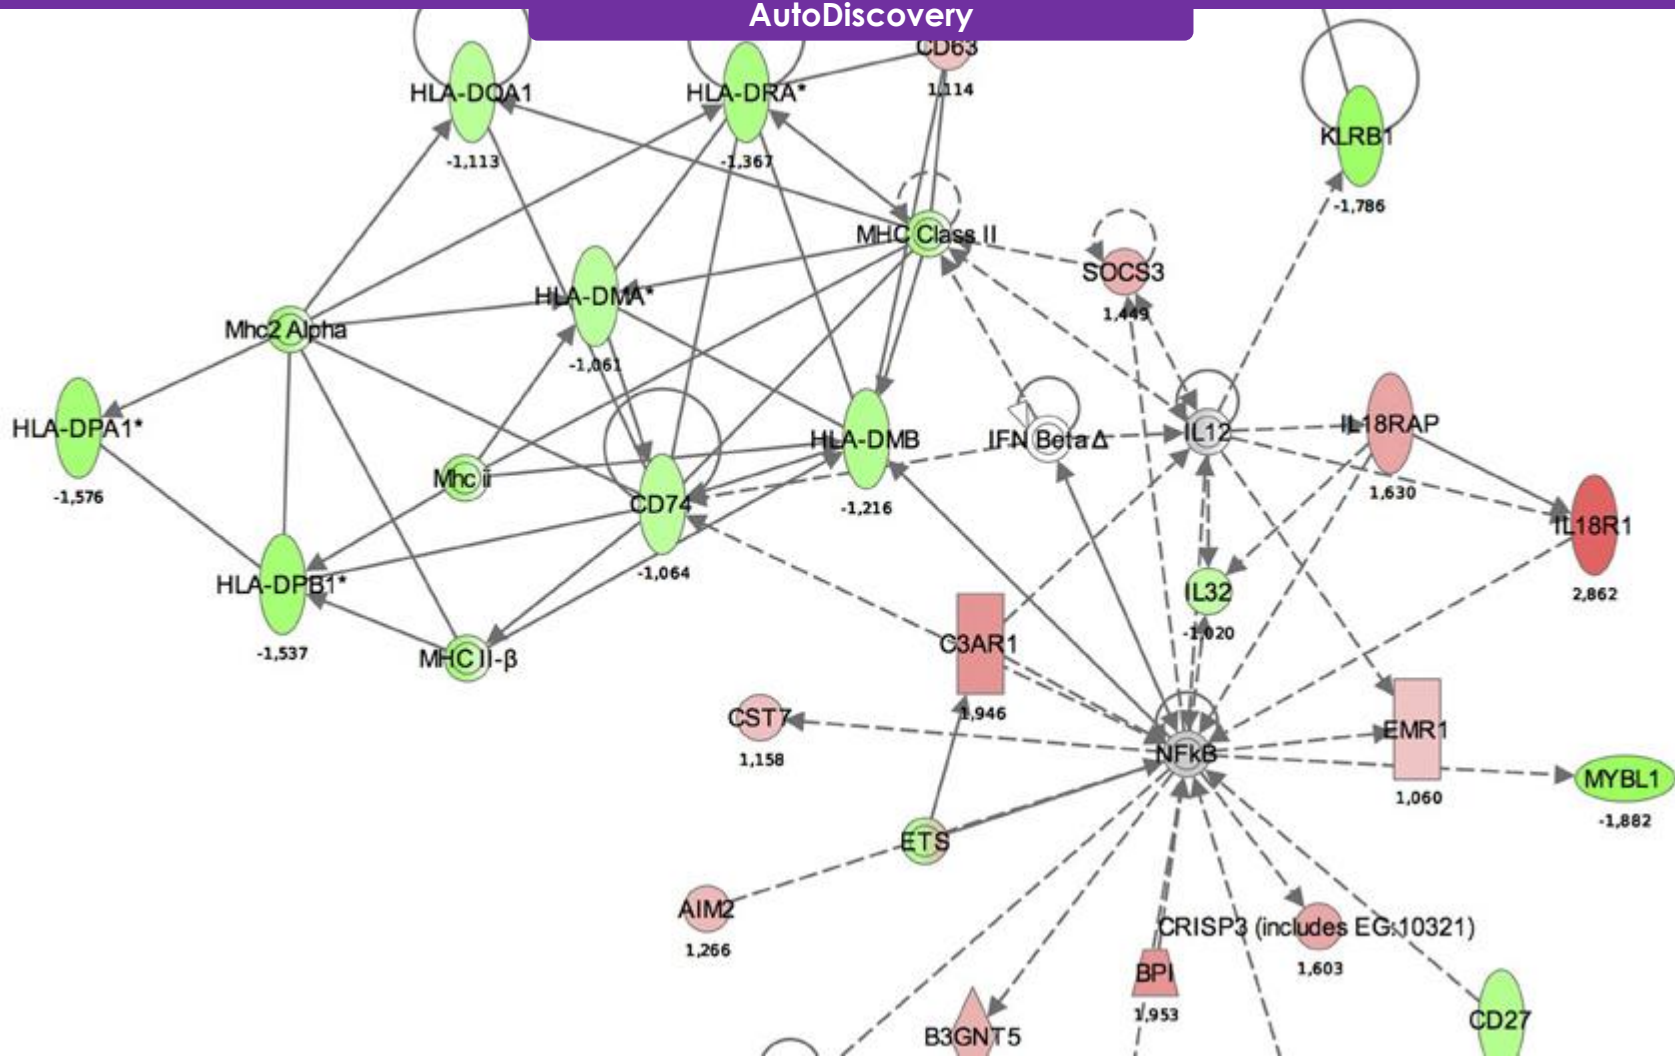 AutoDiscovery
CD63
1,114
HLA-DQA1
-1,113
HLA-DRA*
-1,367
KLRB1
-1,786
MHC Class II
SOCS3
1,449
HLA-DMA*
-1,061
Mhc2 Alpha
HLA-DPA1*
-1,576
HLA-DMB
-1,216
IFN Beta Δ
IL12
IL18RAP
1,630
Mhc ii
CD74
-1,064
IL18R1
2,862
HLA-DPB1*
-1,537
IL32
-1,020
MHC II-β
C3AR1
1,946
CST7
1,158
NFkB
EMR1
1,060
MYBL1
-1,882
ETS
AIM2
1,266
CRISP3 (includes EG:10321)
1,603
BPI
1,953
B3GNT5
CD27